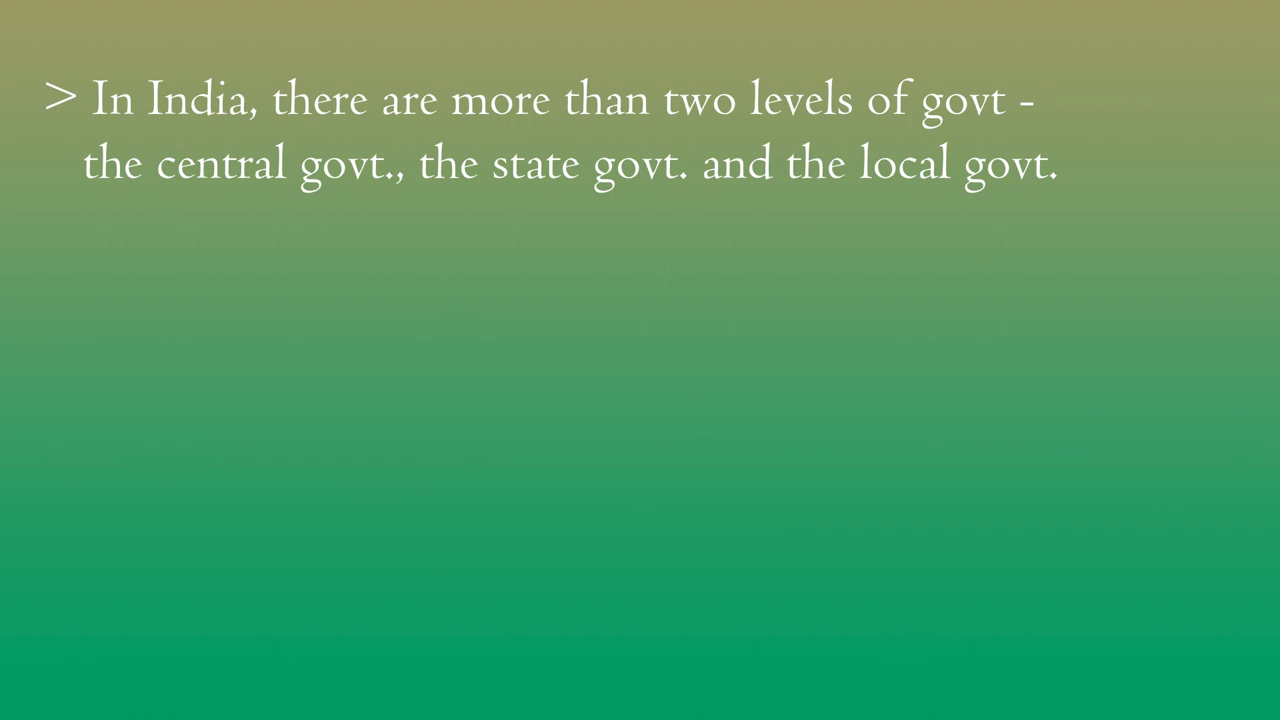 > In India, there are more than two levels of govt -
the central govt., the state govt. and the local govt.